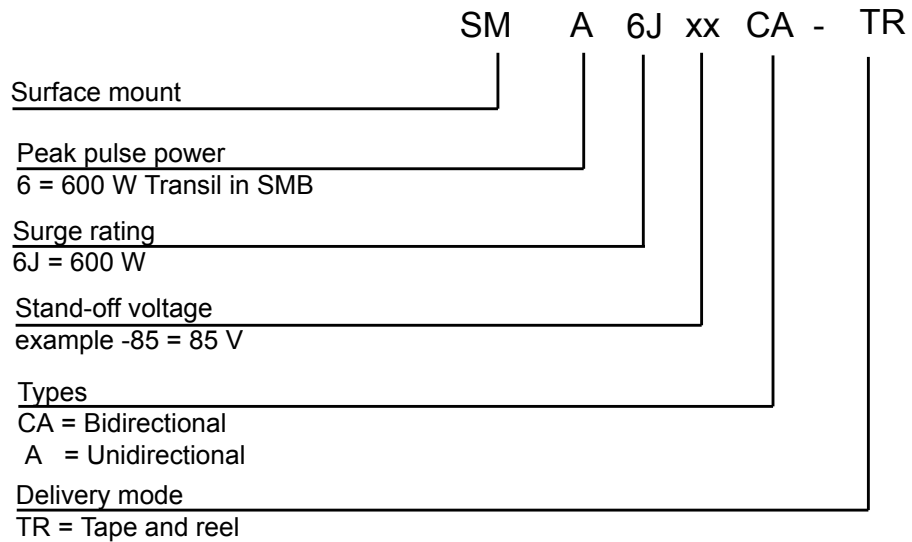 SM A 6J xx CA - TR
Surface mount
Peak pulse power
6 = 600 W Transil in SMB
Surge rating
6J = 600 W
Stand-off voltage
example -85 = 85 V
Types
CA = Bidirectional
A = Unidirectional
Delivery mode
TR = Tape and reel